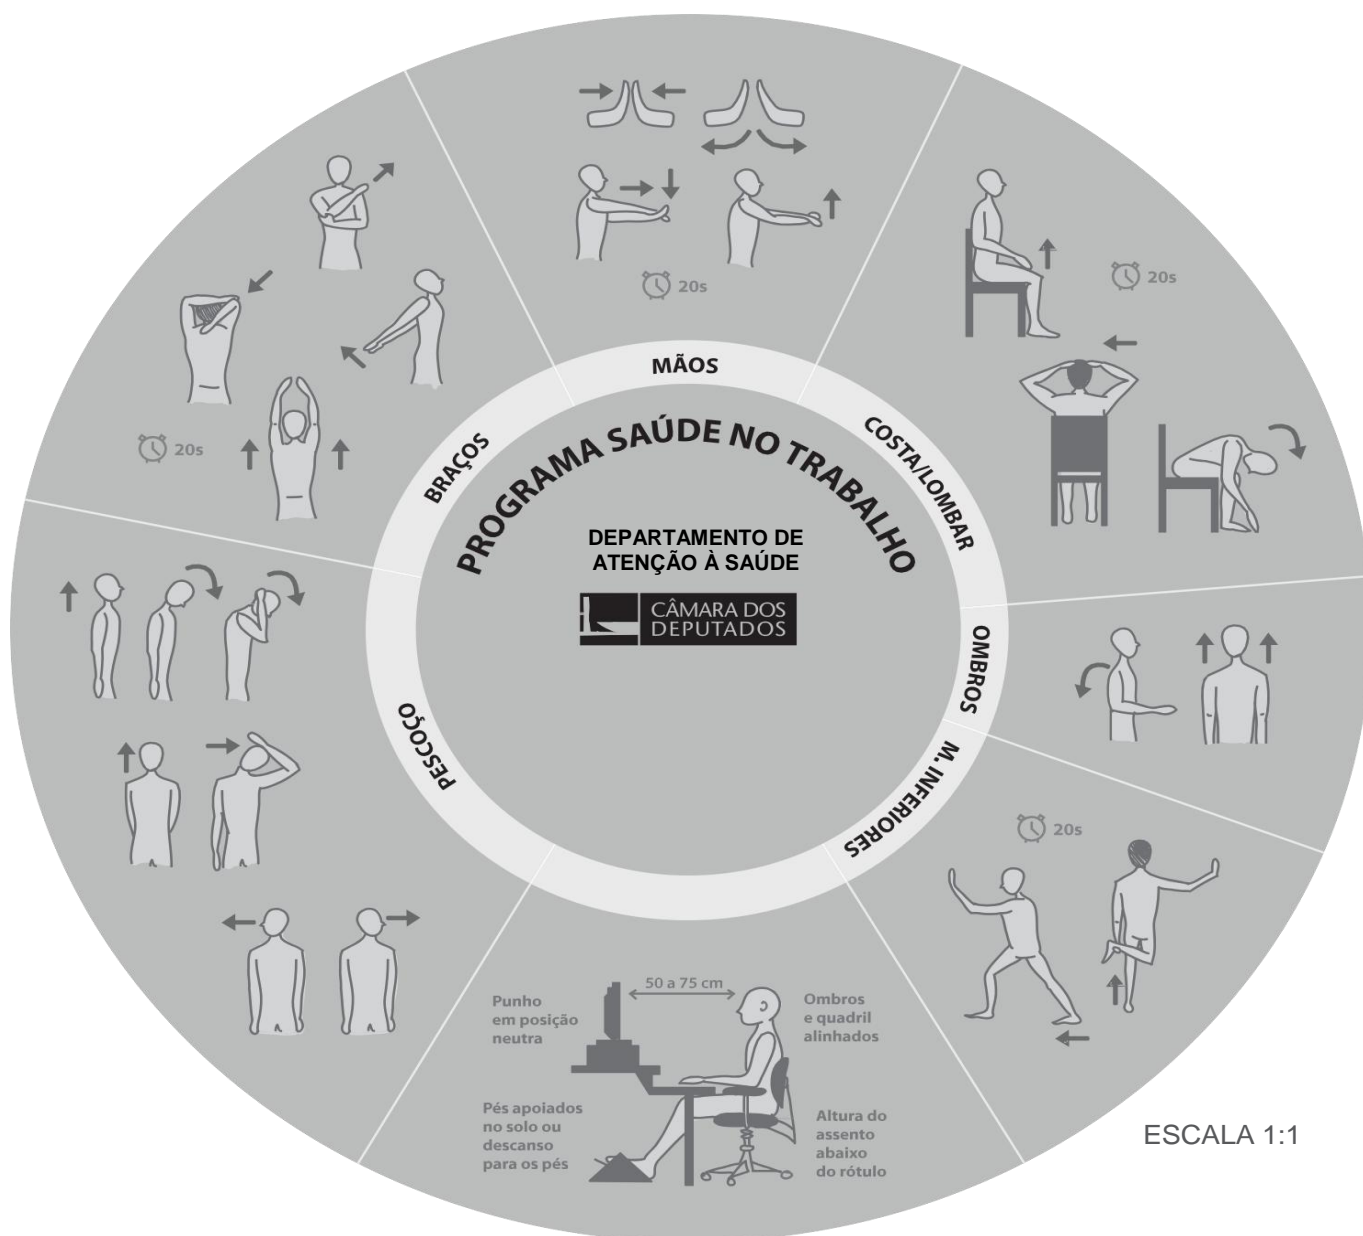 20s
MÃOS
20s
COSTA/LOMBAR
OMBROS
20s
M. INFERIORES
50 a 75 cm
Punho
em posição
neutra
Ombros
e quadril
alinhados
Pés apoiados
no solo ou
descanso
para os pés
Altura do
assento
abaixo
do rótulo
PESCOÇO
20s
BRAÇOS
PROGRAMA SAÚDE NO TRABALHO
DEPARTAMENTO DE
ATENÇÃO À SAÚDE
CÂMARA DOS
DEPUTADOS
ESCALA 1:1